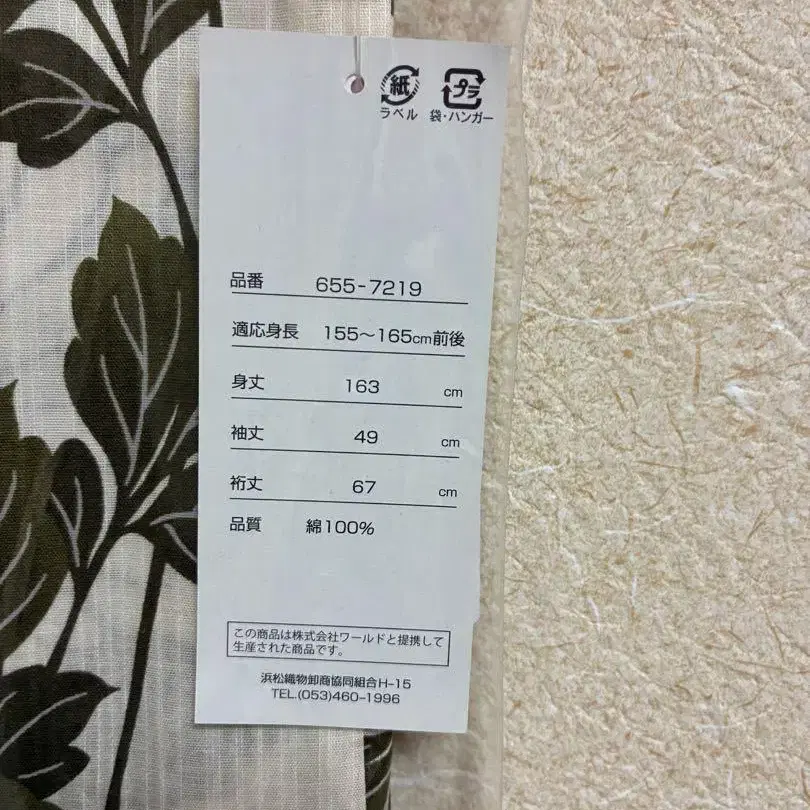 紙 プラ
ラベル 袋・ハンガー
品番 655-7219
適応身長 155～165cm前後
身丈 163 cm
袖丈 49 cm
裄丈 67 cm
品質 綿100%
この商品は株式会社ワールドと提携して
生産された商品です。
浜松織物卸商協同組合H-15
TEL.(053)460-1996